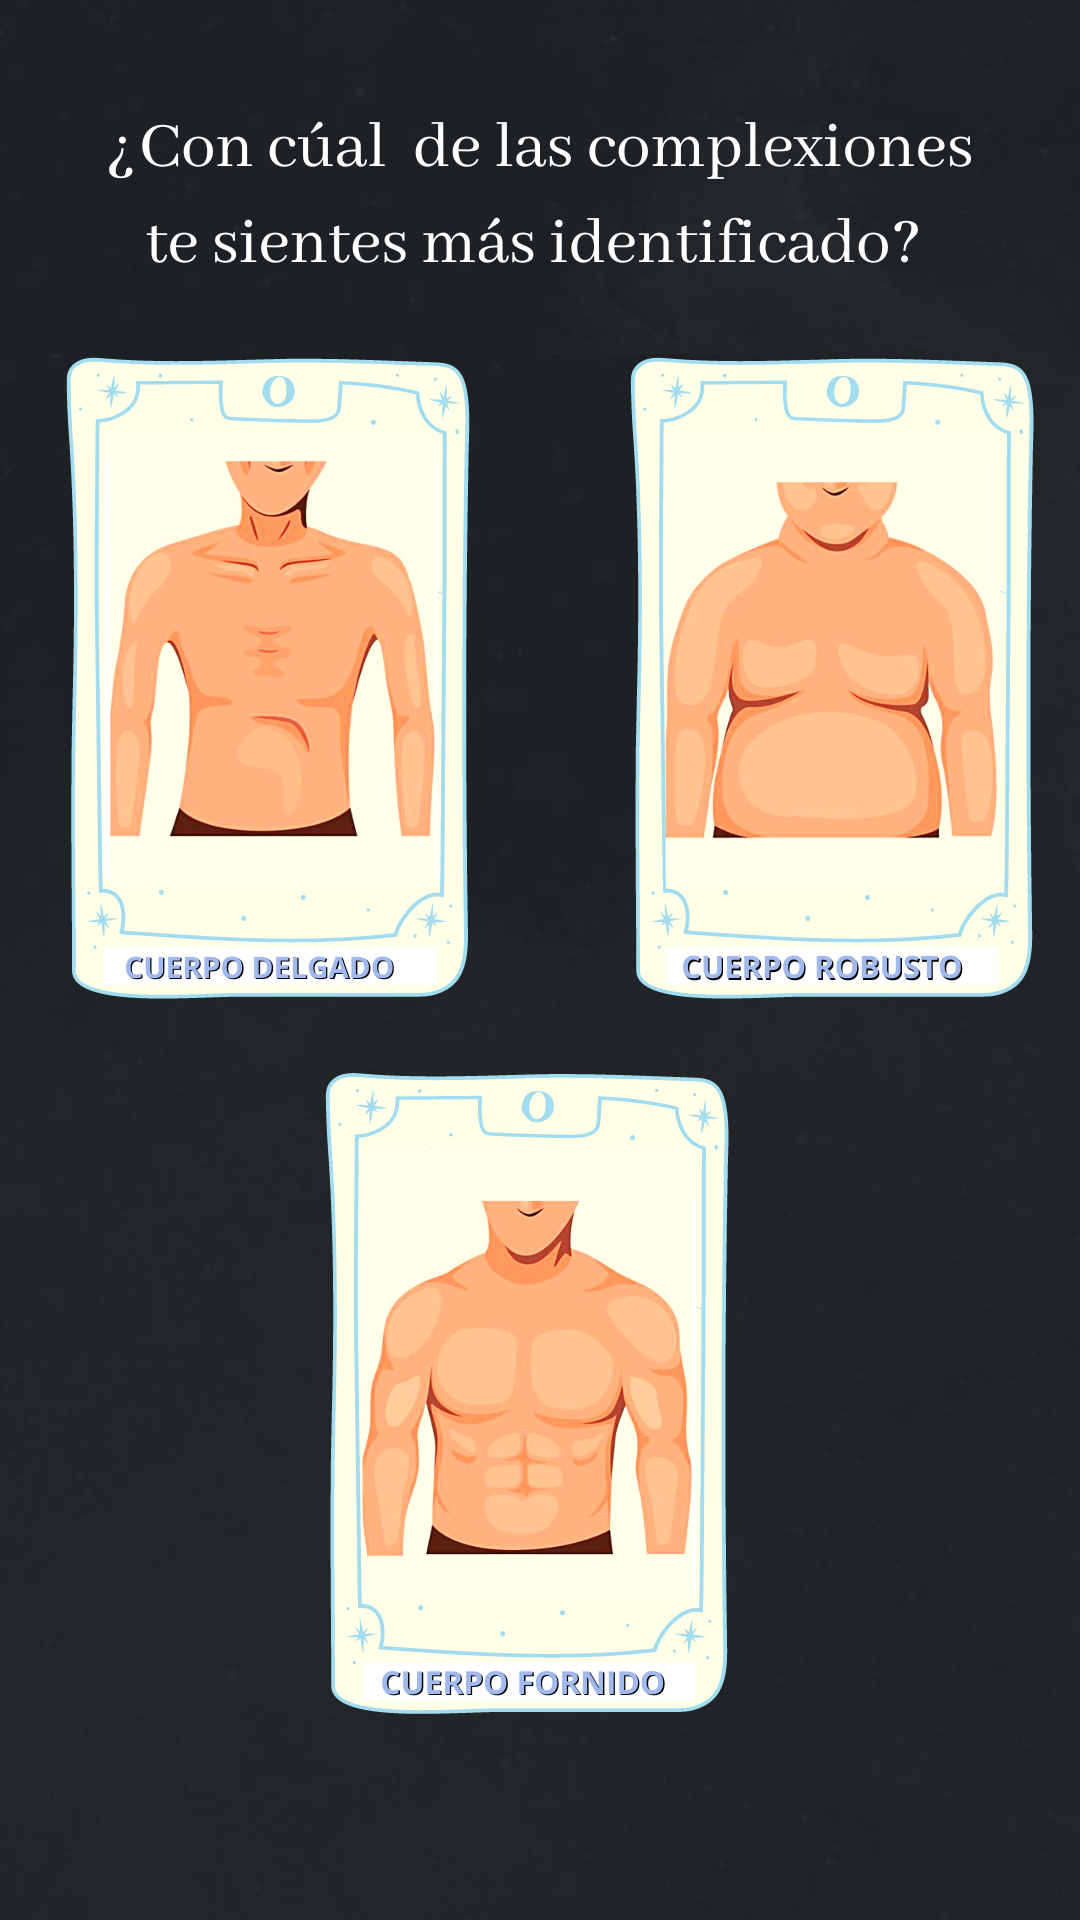 ¿Con cúal de las complexiones
te sientes más identificado?
O
O
CUERPO DELGADO
CUERPO ROBUSTO
O
CUERPO FORNIDO